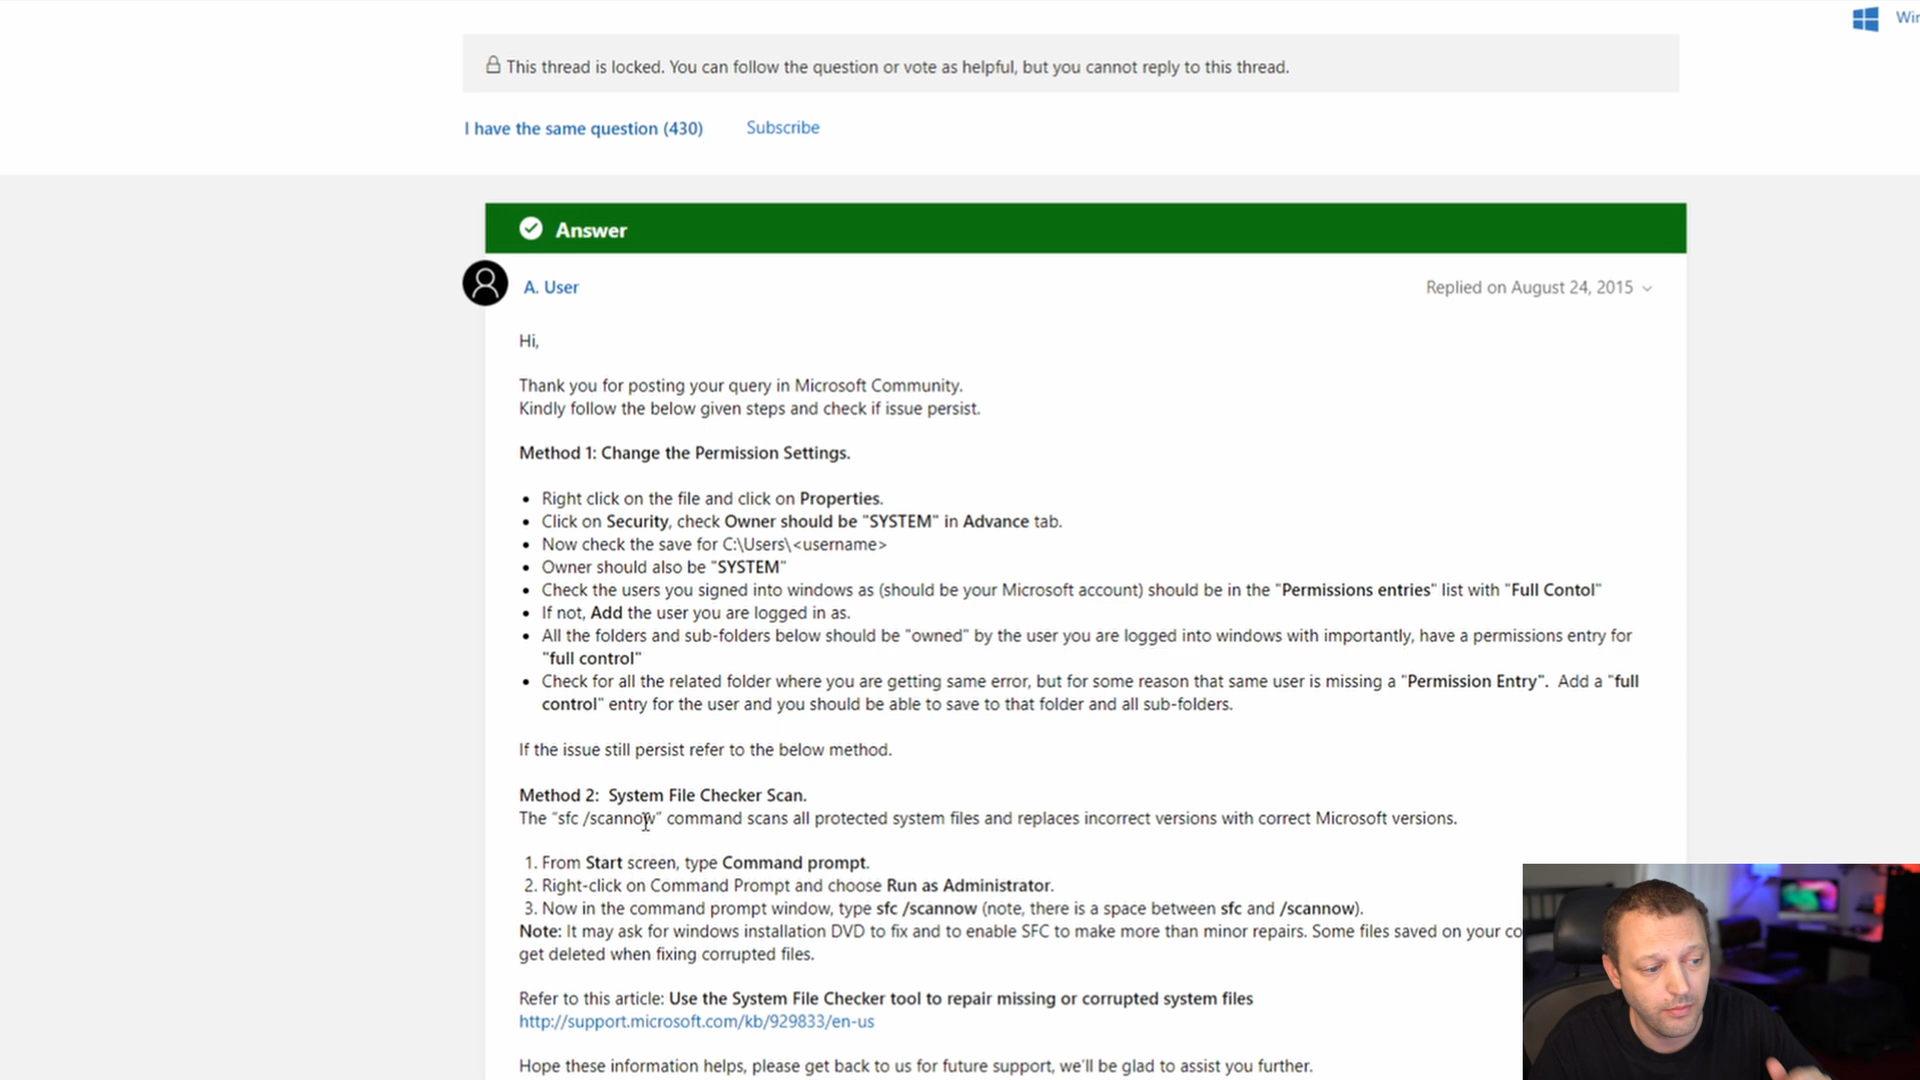 Wir
This thread is locked. You can follow the question or vote as helpful, but you cannot reply to this thread.
I have the same question (430) Subscribe
Answer
A. User Replied on August 24, 2015
Hi,
Thank you for posting your query in Microsoft Community.
Kindly follow the below given steps and check if issue persist.
Method 1: Change the Permission Settings.
• Right click on the file and click on Properties.
• Click on Security, check Owner should be "SYSTEM" in Advance tab.
• Now check the save for C:\Users\<username>
• Owner should also be "SYSTEM"
• Check the users you signed into windows as (should be your Microsoft account) should be in the "Permissions entries" list with "Full Contol"
• If not, Add the user you are logged in as.
• All the folders and sub-folders below should be "owned" by the user you are logged into windows with importantly, have a permissions entry for
"full control"
• Check for all the related folder where you are getting same error, but for some reason that same user is missing a "Permission Entry". Add a "full
control" entry for the user and you should be able to save to that folder and all sub-folders.
If the issue still persist refer to the below method.
Method 2: System File Checker Scan.
The "sfc /scannow" command scans all protected system files and replaces incorrect versions with correct Microsoft versions.
1. From Start screen, type Command prompt.
2. Right-click on Command Prompt and choose Run as Administrator.
3. Now in the command prompt window, type sfc /scannow (note, there is a space between sfc and /scannow).
Note: It may ask for windows installation DVD to fix and to enable SFC to make more than minor repairs. Some files saved on your co
get deleted when fixing corrupted files.
Refer to this article: Use the System File Checker tool to repair missing or corrupted system files
http://support.microsoft.com/kb/929833/en-us
Hope these information helps, please get back to us for future support, we'll be glad to assist you further.